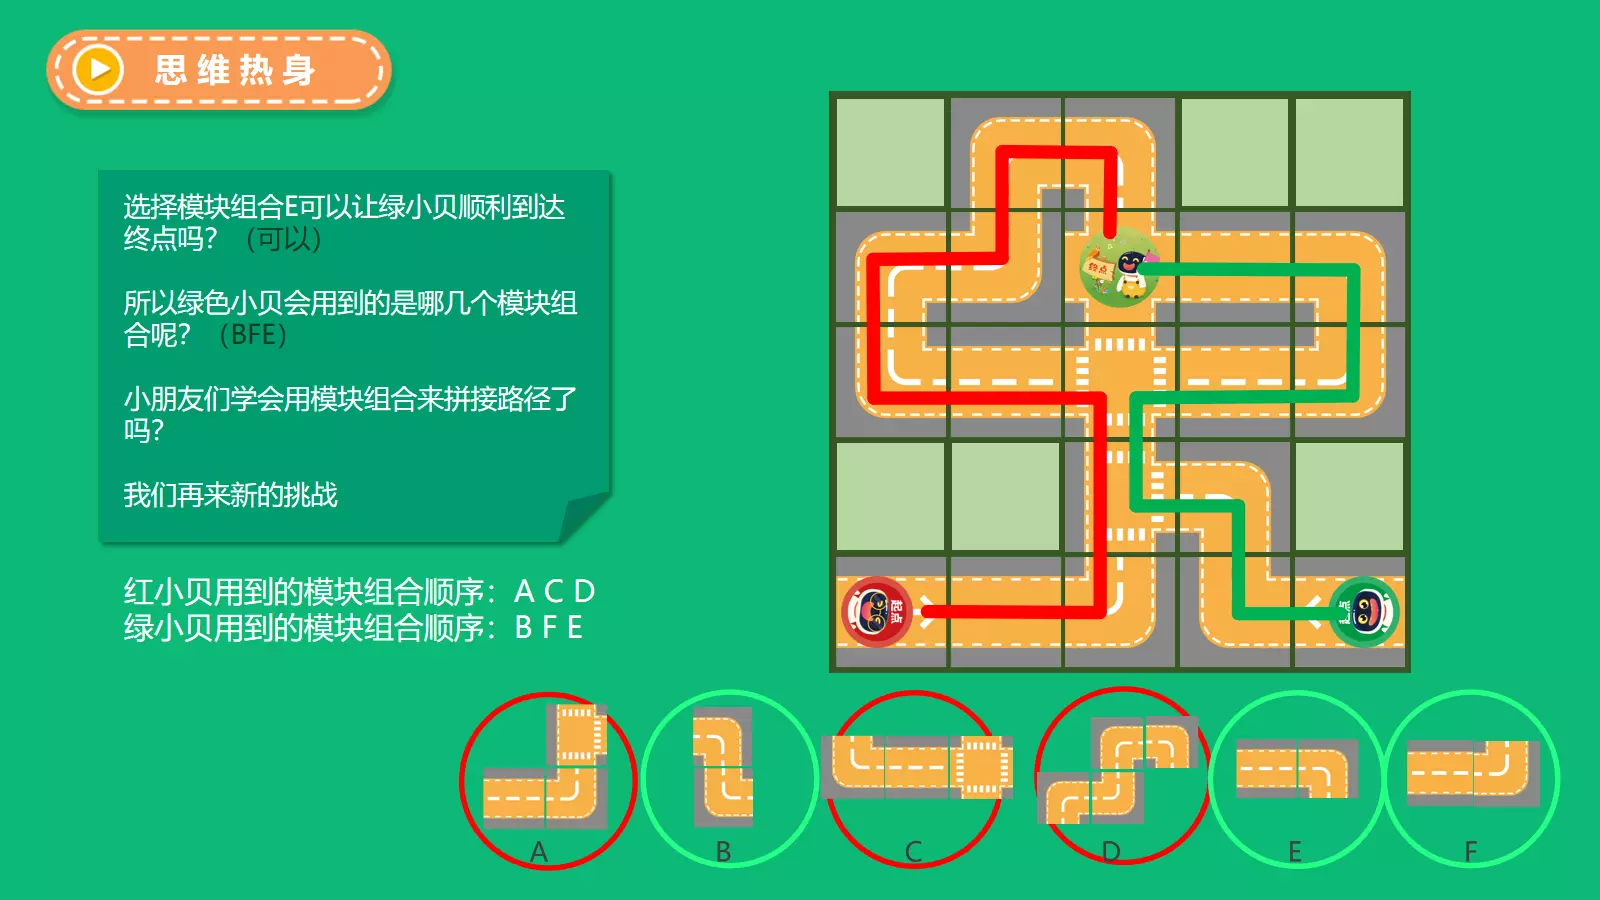 思维热身
选择模块组合E可以让绿小贝顺利到达
终点吗？（可以）
所以绿色小贝会用到的是哪几个模块组
合呢？（BFE）
小朋友们学会用模块组合来拼接路径了
吗？
我们再来新的挑战
红小贝用到的模块组合顺序：A C D
绿小贝用到的模块组合顺序：B F E
终点
起点
A
B
C
D
E
F